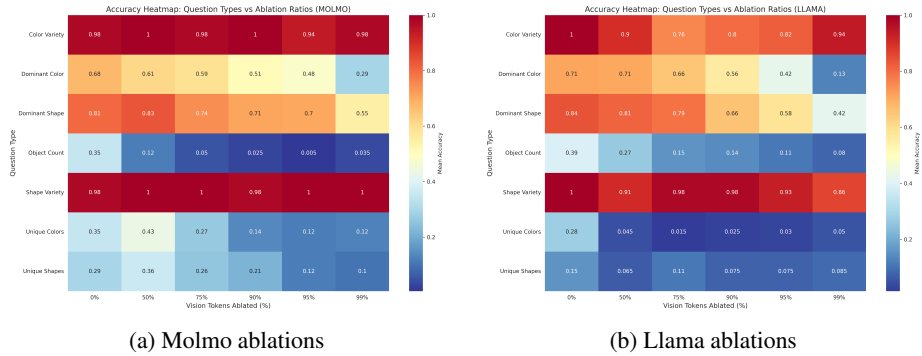 Accuracy Heatmap: Question Types vs Ablation Ratios (MOLMO)
Question Type
Color Variety 0.98 1 0.98 1 0.94 0.98
Dominant Color 0.68 0.61 0.59 0.51 0.48 0.29
Dominant Shape 0.81 0.83 0.74 0.71 0.7 0.55
Object Count 0.35 0.12 0.05 0.025 0.005 0.035
Shape Variety 0.98 1 1 0.98 1 1
Unique Colors 0.35 0.43 0.27 0.14 0.12 0.12
Unique Shapes 0.29 0.36 0.26 0.21 0.12 0.1
0% 50% 75% 90% 95% 99%
Vision Tokens Ablated (%)
1.0
0.8
0.6
0.4
0.2
Mean Accuracy
(a) Molmo ablations
Accuracy Heatmap: Question Types vs Ablation Ratios (LLAMA)
Question Type
Color Variety 1 0.9 0.76 0.8 0.82 0.94
Dominant Color 0.71 0.71 0.66 0.56 0.42 0.13
Dominant Shape 0.84 0.81 0.79 0.66 0.58 0.42
Object Count 0.39 0.27 0.15 0.14 0.11 0.08
Shape Variety 1 0.91 0.98 0.98 0.93 0.86
Unique Colors 0.28 0.045 0.015 0.025 0.03 0.05
Unique Shapes 0.15 0.065 0.11 0.075 0.075 0.085
0% 50% 75% 90% 95% 99%
Vision Tokens Ablated (%)
1.0
0.8
0.6
0.4
0.2
Mean Accuracy
(b) Llama ablations